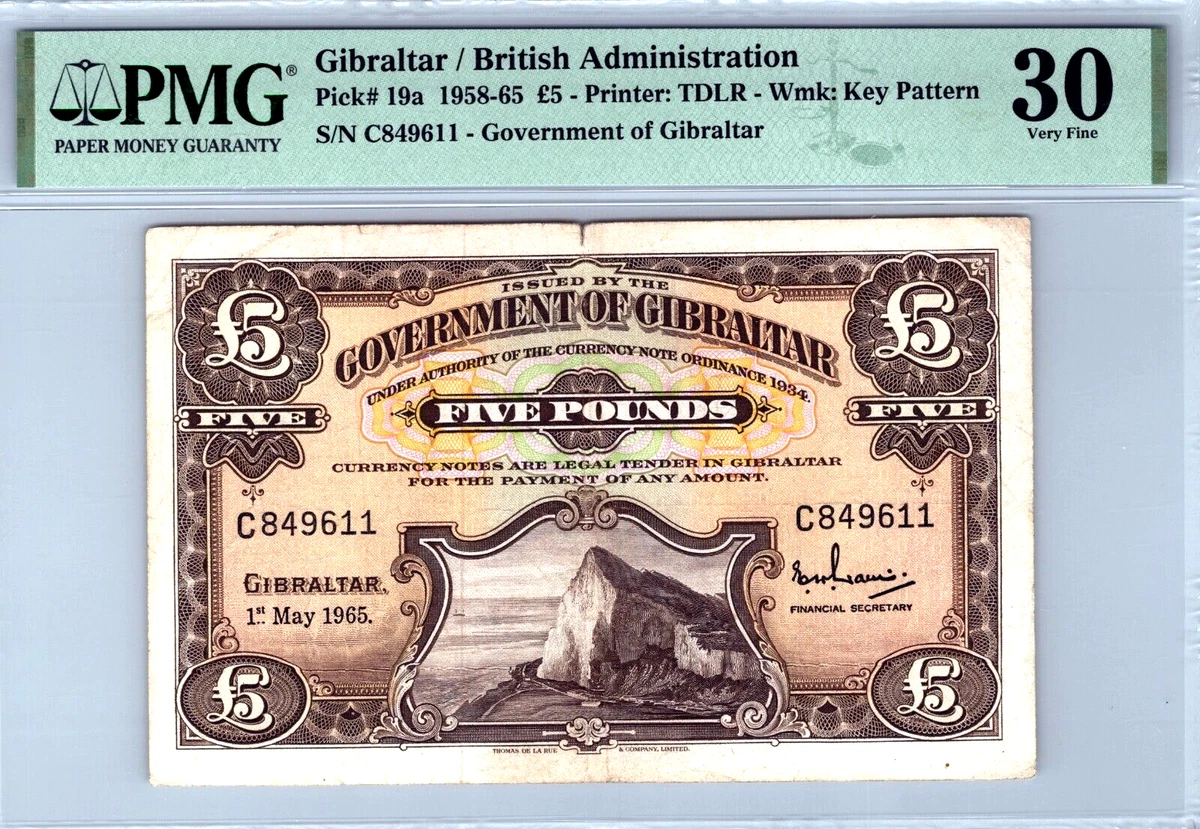 PMG®
PAPER MONEY GUARANTY
Gibraltar / British Administration
Pick# 19a 1958-65 £5 - Printer: TDLR - Wmk: Key Pattern
S/N C849611 - Government of Gibraltar
30
Very Fine
£5
£5
ISSUED BY THE
GOVERNMENT OF GIBRALTAR
UNDER AUTHORITY OF THE CURRENCY NOTE ORDINANCE 1934.
FIVE
FIVE POUNDS
FIVE
CURRENCY NOTES ARE LEGAL TENDER IN GIBRALTAR
FOR THE PAYMENT OF ANY AMOUNT.
C849611
C849611
GIBRALTAR,
1st May 1965.
FINANCIAL SECRETARY
£5
£5
THOMAS DE LA RUE & COMPANY, LIMITED.